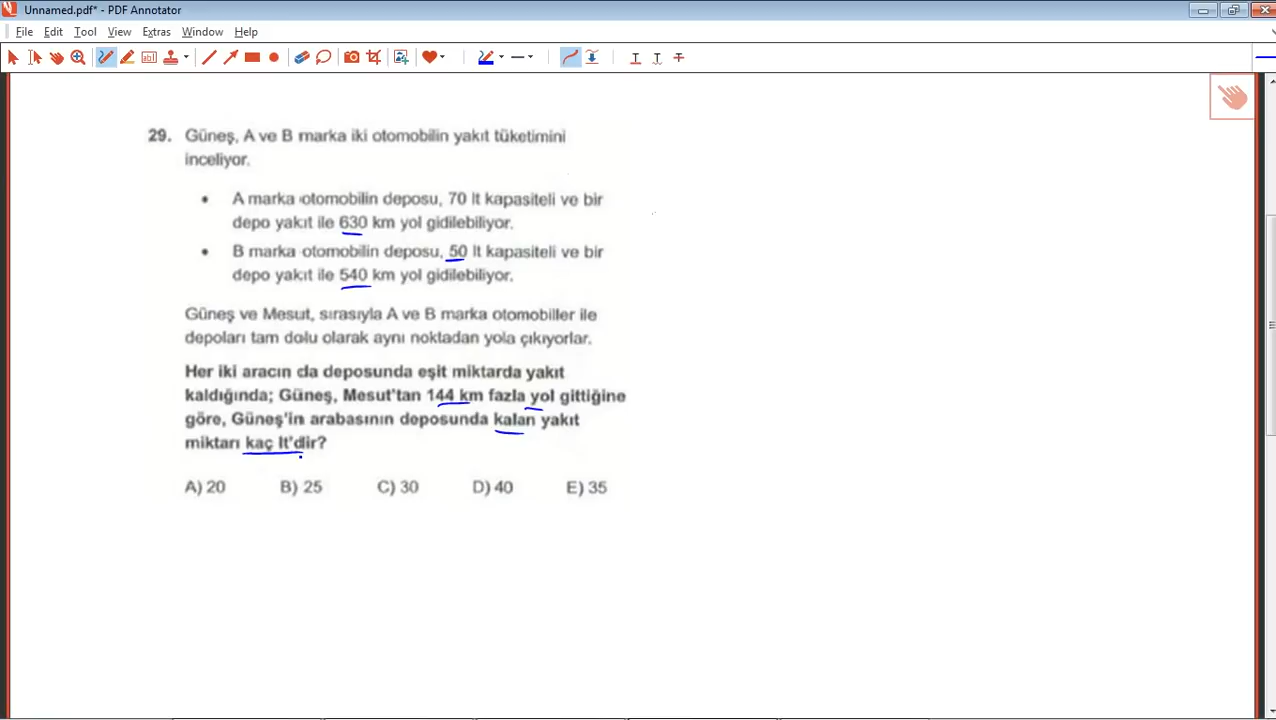 Unnamed.pdf* - PDF Annotator
File Edit Tool View Extras Window Help
29. Güneş, A ve B marka iki otomobilin yakıt tüketimini
inceliyor.
• A marka otomobilin deposu, 70 lt kapasiteli ve bir
depo yakıt ile 630 km yol gidilebiliyor.
• B marka otomobilin deposu, 50 lt kapasiteli ve bir
depo yakıt ile 540 km yol gidilebiliyor.
Güneş ve Mesut, sırasıyla A ve B marka otomobiller ile
depoları tam dolu olarak aynı noktadan yola çıkıyorlar.
Her iki aracın da deposunda eşit miktarda yakıt
kaldığında; Güneş, Mesut'tan 144 km fazla yol gittiğine
göre, Güneş'in arabasının deposunda kalan yakıt
miktarı kaç lt'dir?
A) 20 B) 25 C) 30 D) 40 E) 35